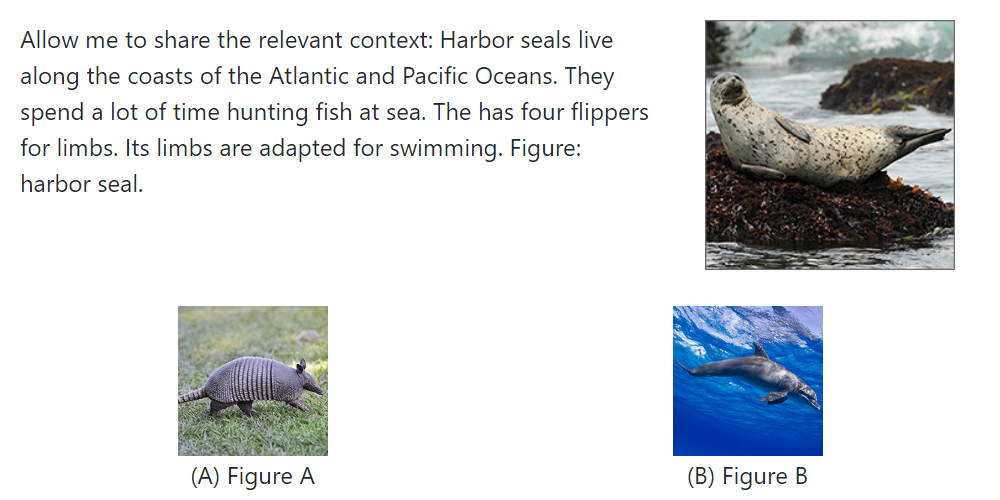 Allow me to share the relevant context: Harbor seals live
along the coasts of the Atlantic and Pacific Oceans. They
spend a lot of time hunting fish at sea. The has four flippers
for limbs. Its limbs are adapted for swimming. Figure:
harbor seal.
(A) Figure A
(B) Figure B